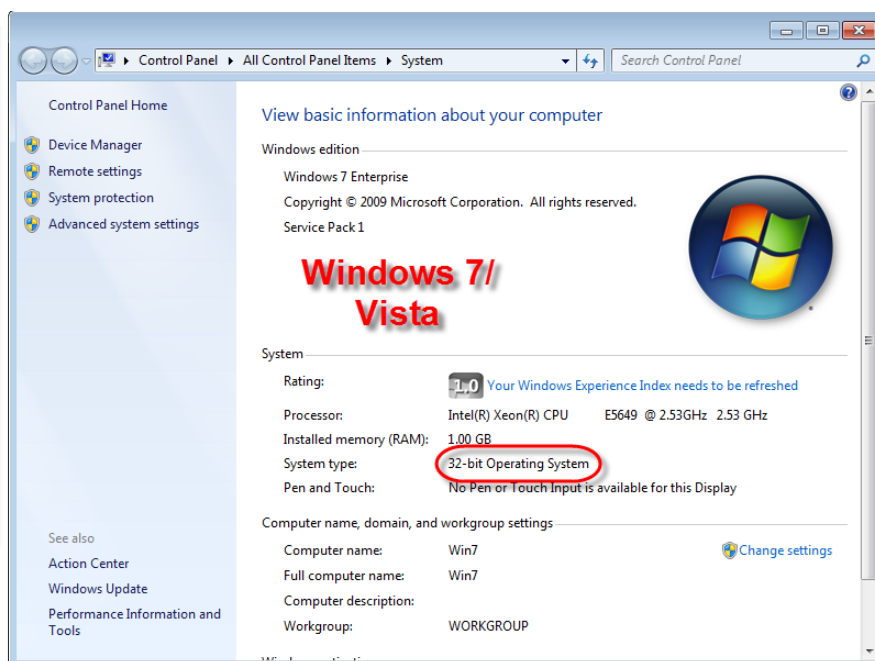 Control Panel ▸ All Control Panel Items ▸ System
Search Control Panel
Control Panel Home
Device Manager
Remote settings
System protection
Advanced system settings
See also
Action Center
Windows Update
Performance Information and
Tools
View basic information about your computer
Windows edition
Windows 7 Enterprise
Copyright © 2009 Microsoft Corporation. All rights reserved.
Service Pack 1
Windows 7/
Vista
System
Rating:
1.0 Your Windows Experience Index needs to be refreshed
Processor: Intel(R) Xeon(R) CPU E5649 @ 2.53GHz 2.53 GHz
Installed memory (RAM): 1.00 GB
System type: 32-bit Operating System
Pen and Touch: No Pen or Touch Input is available for this Display
Computer name, domain, and workgroup settings
Computer name: Win7
Change settings
Full computer name: Win7
Computer description:
Workgroup: WORKGROUP